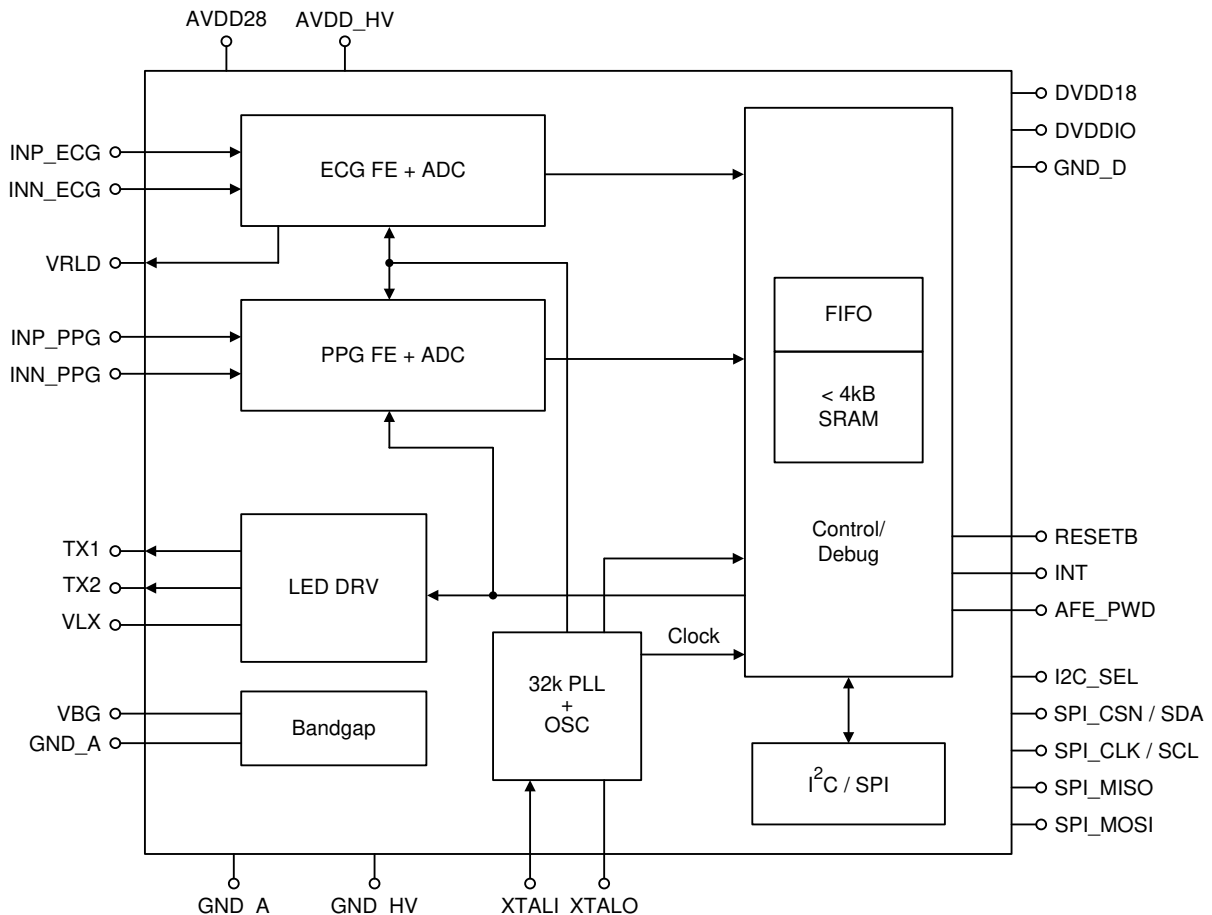 AVDD28
AVDD_HV
DVDD18
DVDDIO
GND_D
INP_ECG
INN_ECG
ECG FE + ADC
VRLD
INP_PPG
INN_PPG
PPG FE + ADC
FIFO
< 4kB
SRAM
Control/
Debug
TX1
TX2
VLX
LED DRV
RESETB
INT
AFE_PWD
Clock
32k PLL
+
OSC
VBG
GND_A
Bandgap
I2C_SEL
SPI_CSN / SDA
SPI_CLK / SCL
SPI_MISO
SPI_MOSI
I²C / SPI
GND_A
GND_HV
XTALI
XTALO